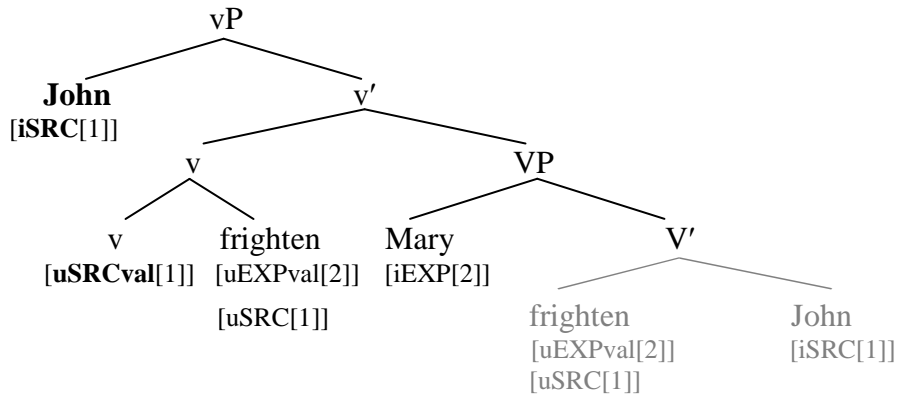 vP
John v′
[iSRC[1]]
v VP
v frighten Mary V′
[uSRCval[1]] [uEXPval[2]] [iEXP[2]]
[uSRC[1]]
frighten John
[uEXPval[2]] [iSRC[1]]
[uSRC[1]]